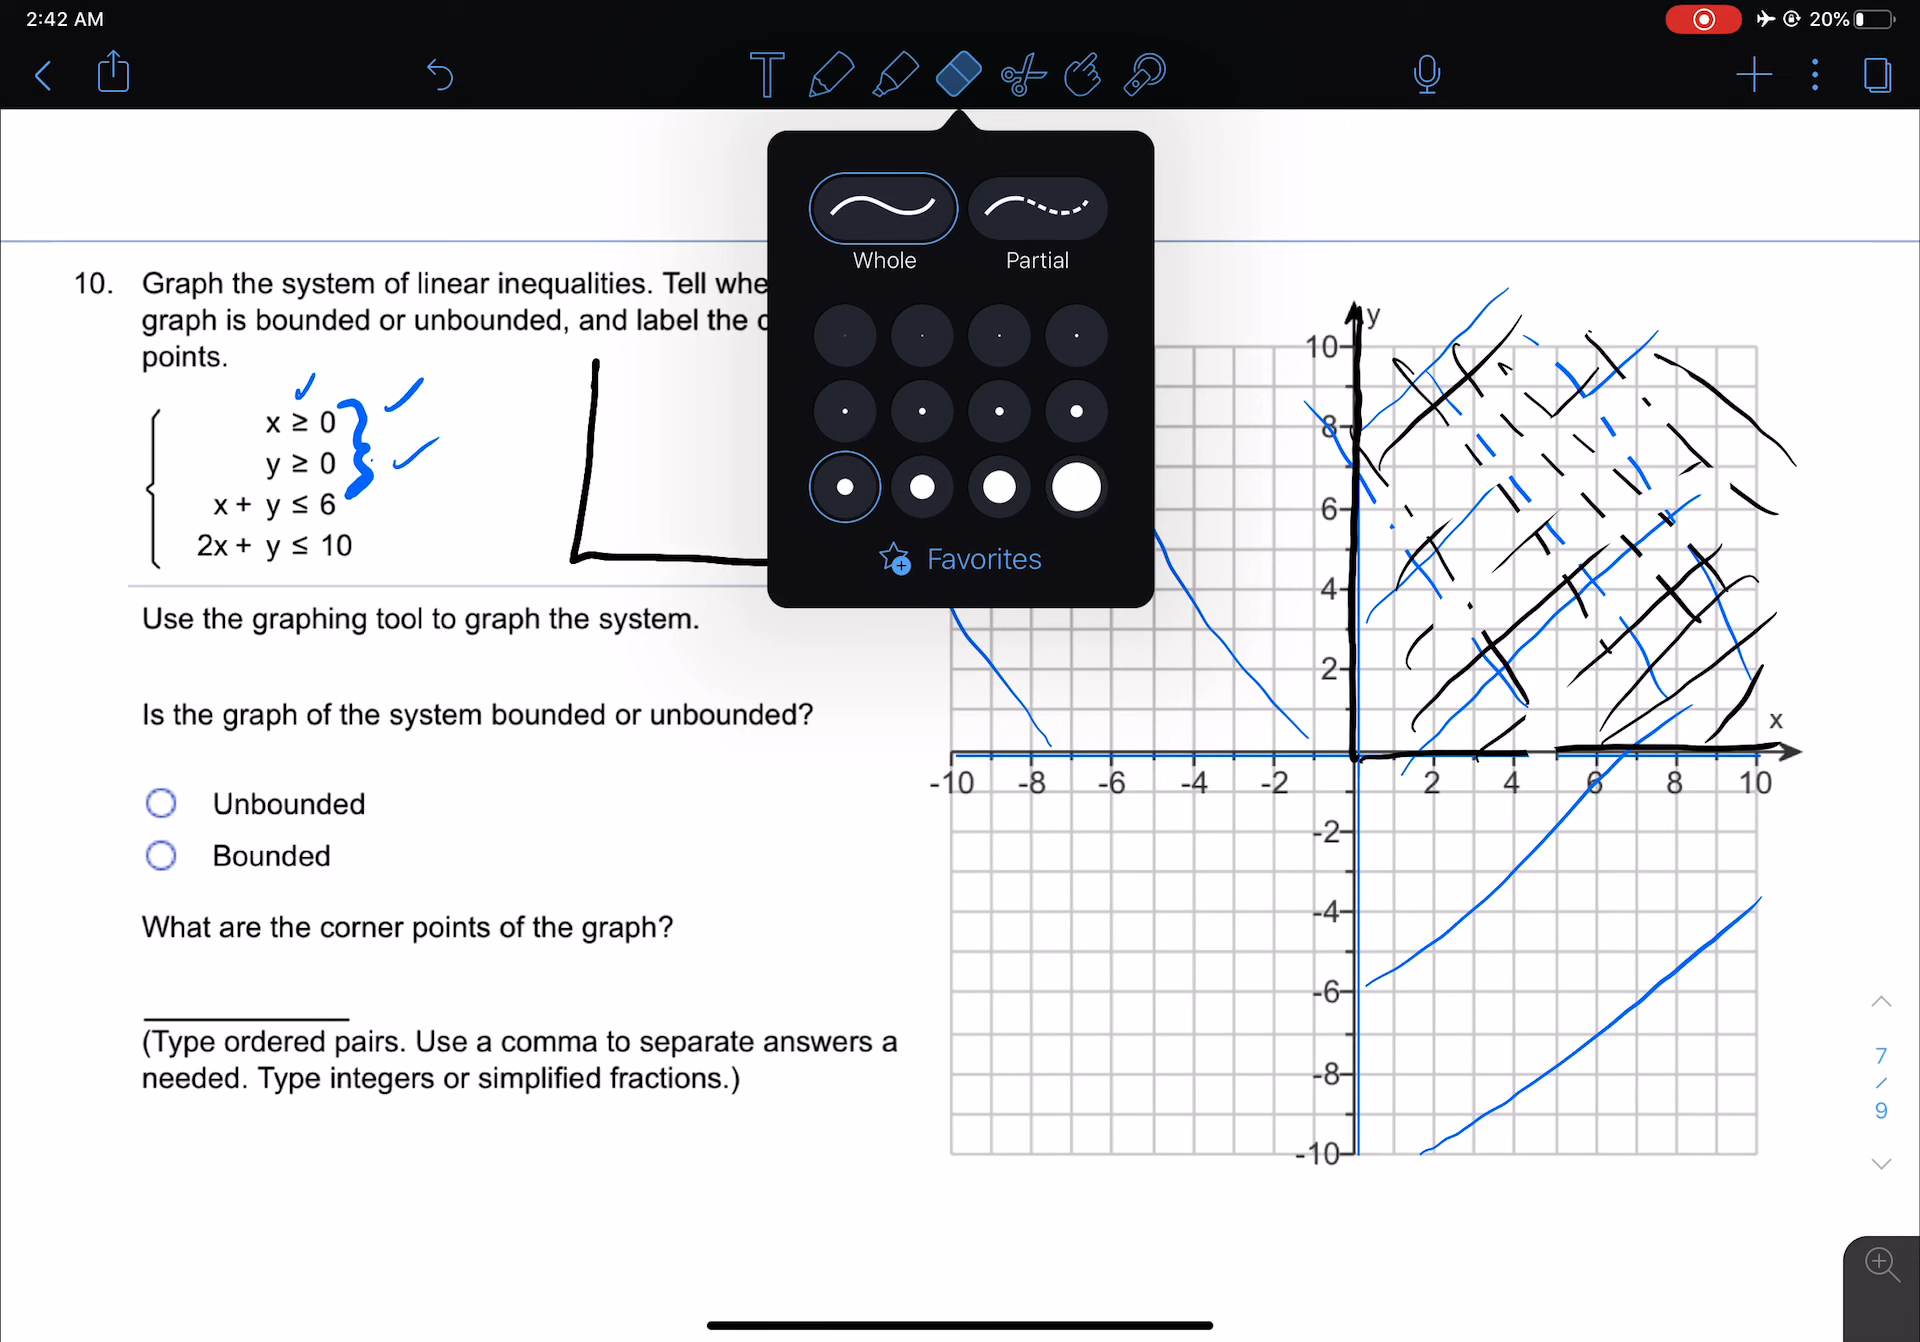 2:42 AM
20%
T
Whole Partial
Favorites
10. Graph the system of linear inequalities. Tell whe
graph is bounded or unbounded, and label the c
points.
x ≥ 0
y ≥ 0
x + y ≤ 6
2x + y ≤ 10
Use the graphing tool to graph the system.
Is the graph of the system bounded or unbounded?
Unbounded
Bounded
What are the corner points of the graph?
(Type ordered pairs. Use a comma to separate answers a
needed. Type integers or simplified fractions.)
y
10
8
6
4
2
x
-10 -8 -6 -4 -2 2 4 6 8 10
-2
-4
-6
-8
-10
7
/
9